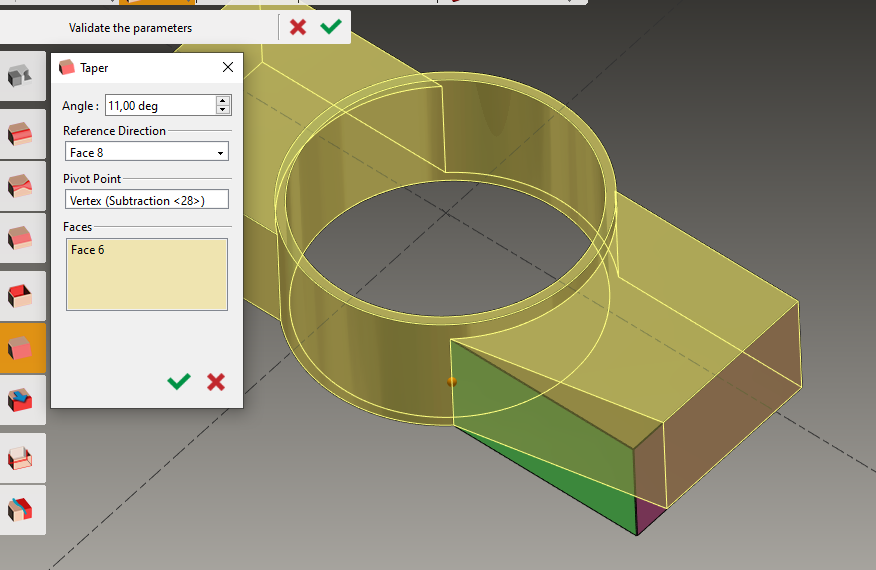 Validate the parameters
Taper
Angle :
11,00 deg
Reference Direction
Face 8
Pivot Point
Vertex (Subtraction <28>)
Faces
Face 6